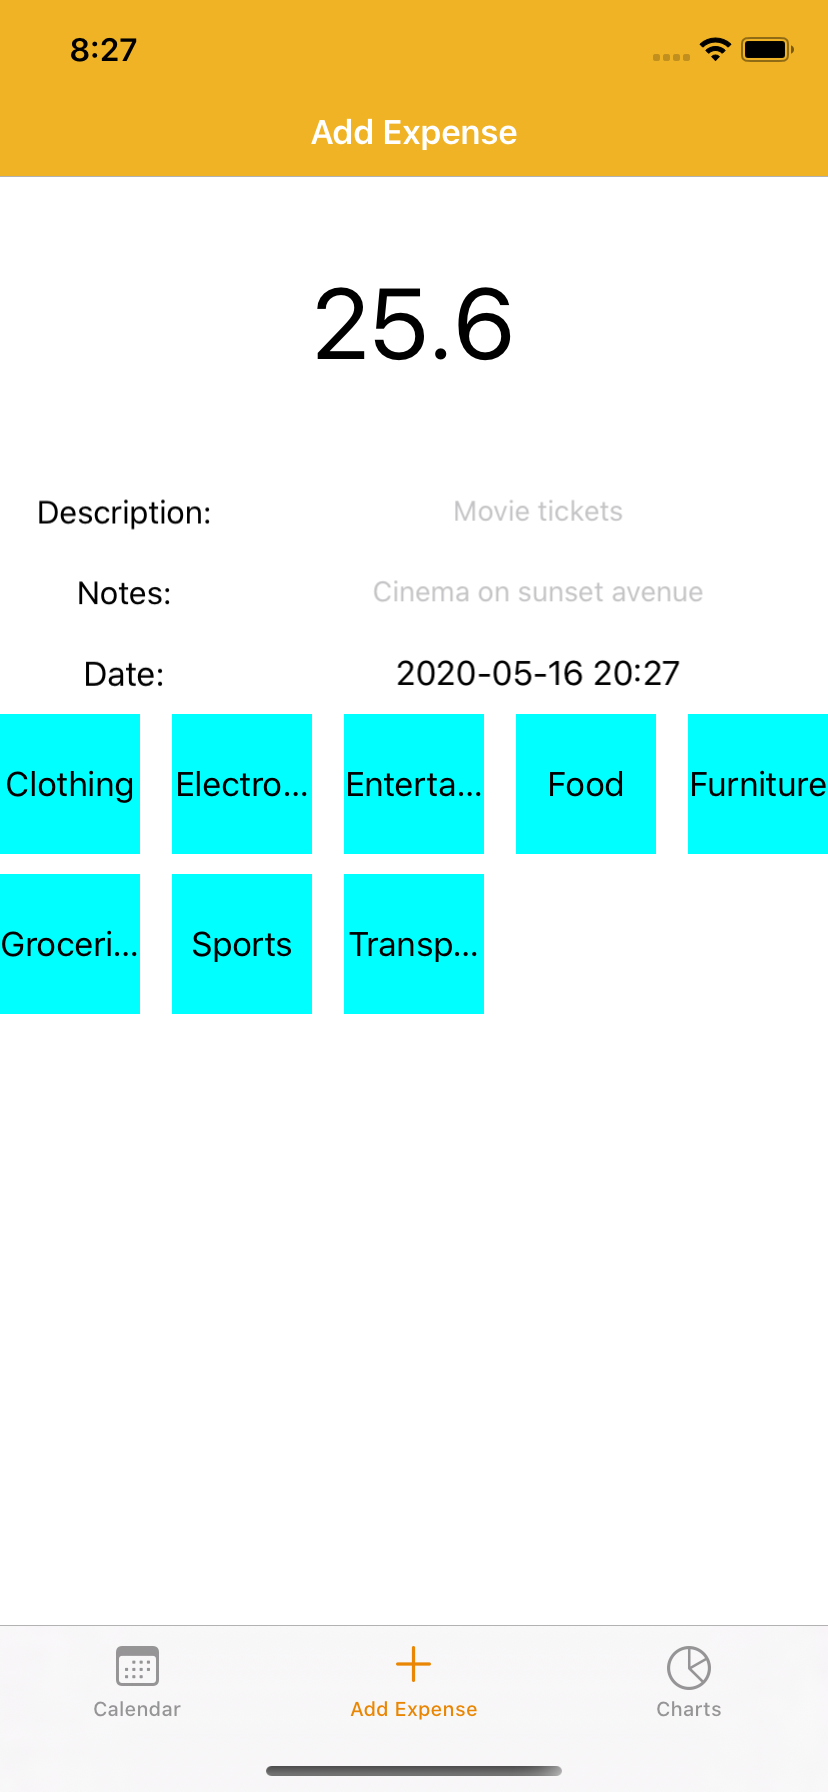 8:27
Add Expense
25.6
Description: Movie tickets
Notes: Cinema on sunset avenue
Date: 2020-05-16 20:27
Clothing Electro... Enterta... Food Furniture
Groceri... Sports Transp...
Calendar Add Expense Charts